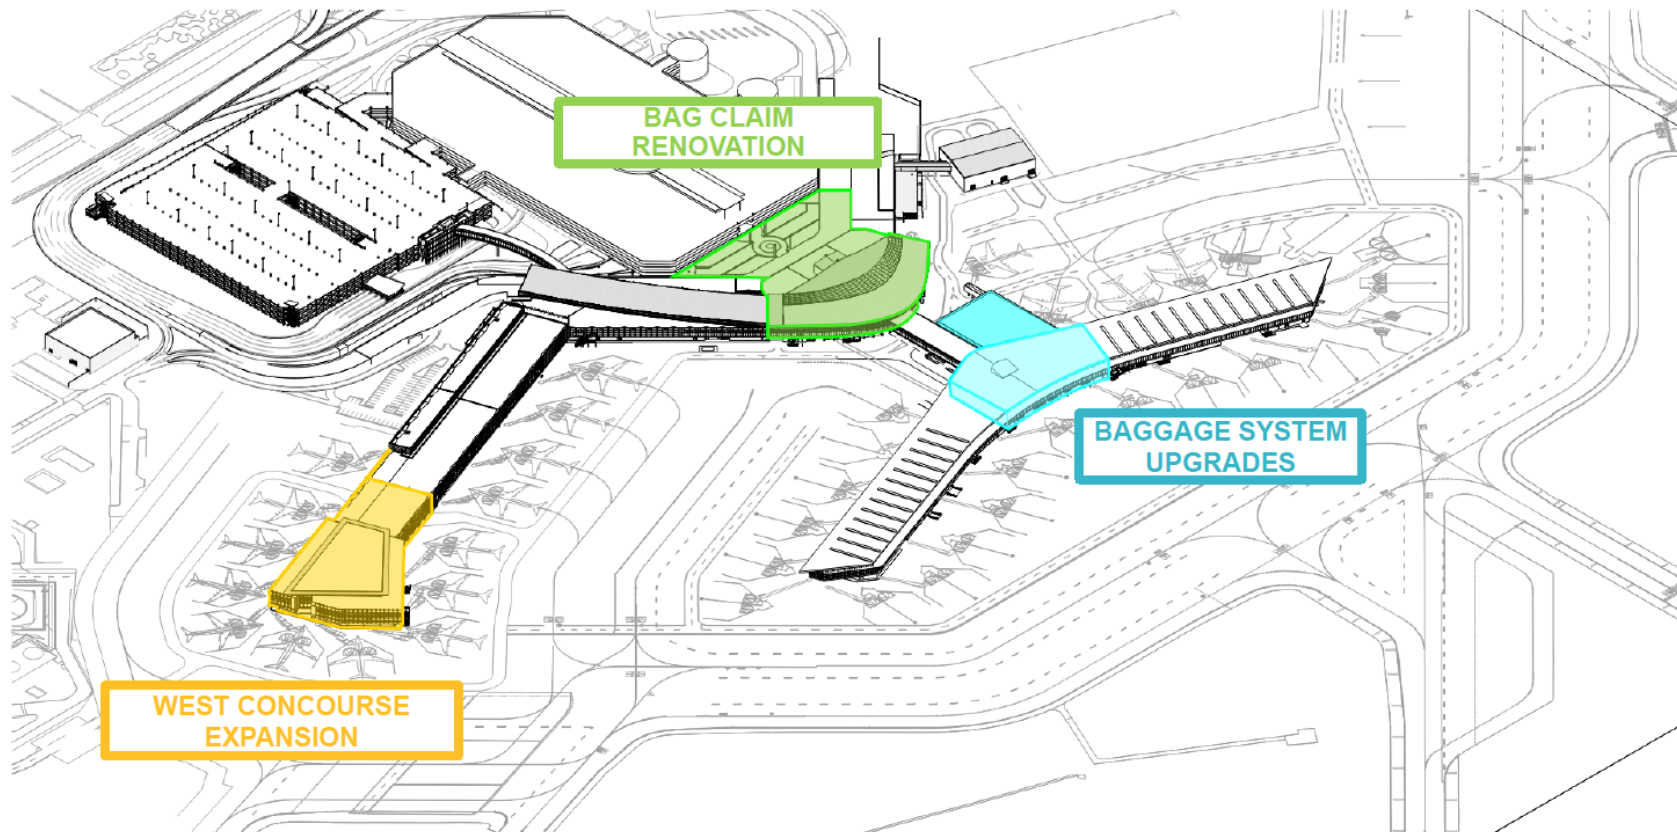 BAG CLAIM
RENOVATION
BAGGAGE SYSTEM
UPGRADES
WEST CONCOURSE
EXPANSION